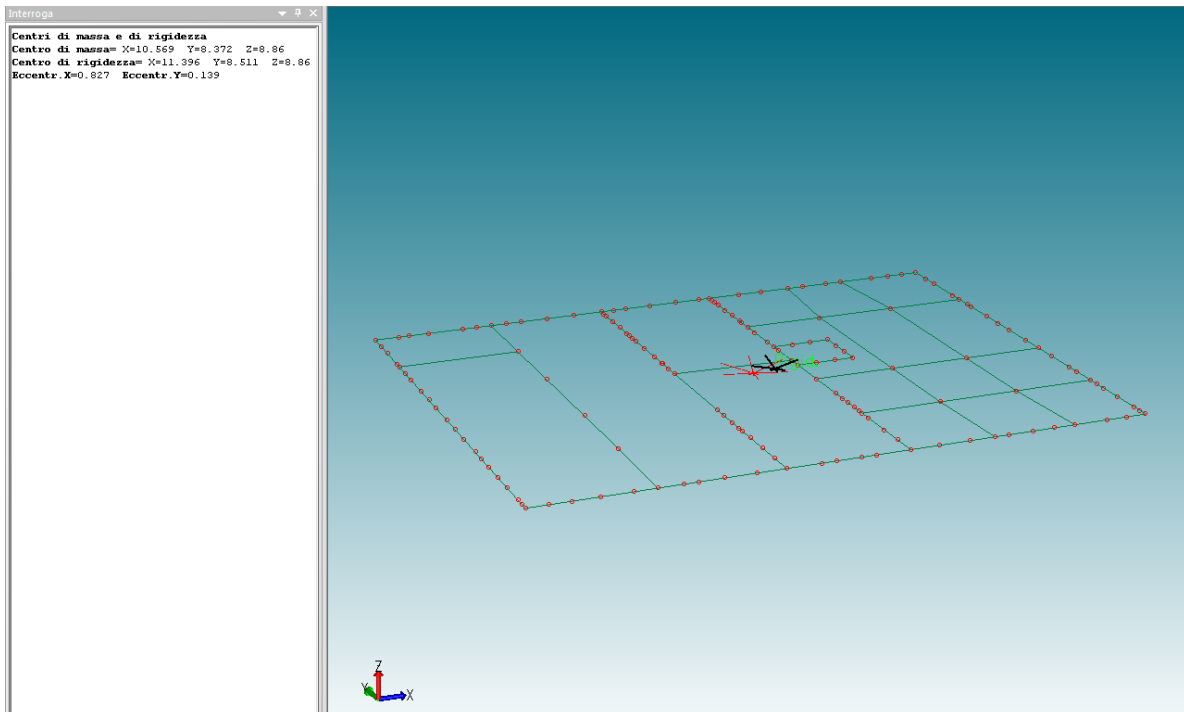 Interroga
Centri di massa e di rigidezza
Centro di massa= X=10.569 Y=8.372 Z=8.86
Centro di rigidezza= X=11.396 Y=8.511 Z=8.86
Eccentr.X=0.827 Eccentr.Y=0.139
Z
Y
X